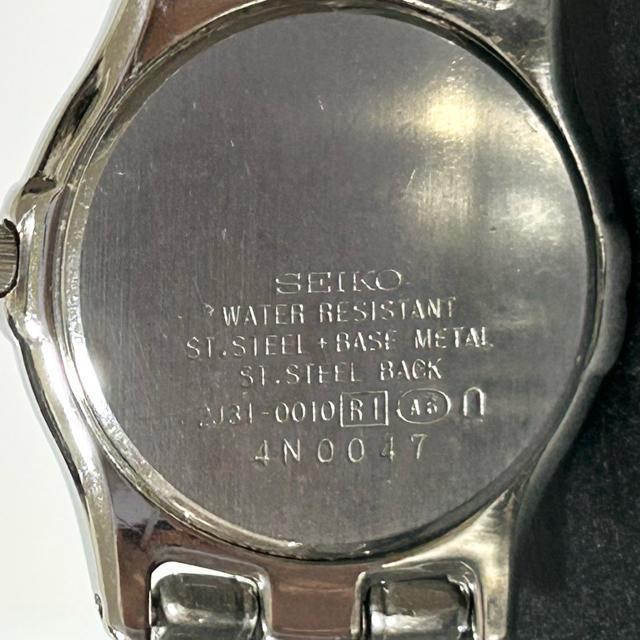 SEIKO
WATER RESISTANT
ST.STEEL + BASE METAL
ST.STEEL BACK
2J31-0010 R1 A5
4N0047